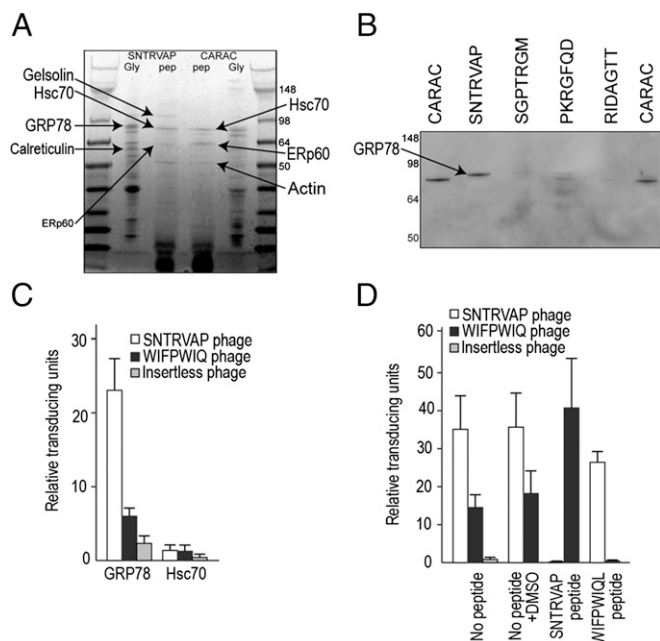 A
SNTRVAP CARAC
Gly pep pep Gly
Gelsolin
Hsc70
GRP78
Calreticulin
ERp60
148
98
64
50
Hsc70
ERp60
Actin
B
CARAC
SNTRVAP
SGPTRGM
PKRGFQD
RIDAGTT
CARAC
GRP78
148
98
64
50
C
Relative transducing units
30
20
10
0
SNTRVAP phage
WIFPWIQ phage
Insertless phage
GRP78 Hsc70
D
Relative transducing units
60
50
40
30
20
10
0
SNTRVAP phage
WIFPWIQ phage
Insertless phage
No peptide
No peptide
+DMSO
SNTRVAP
peptide
WIFPWIQL
peptide